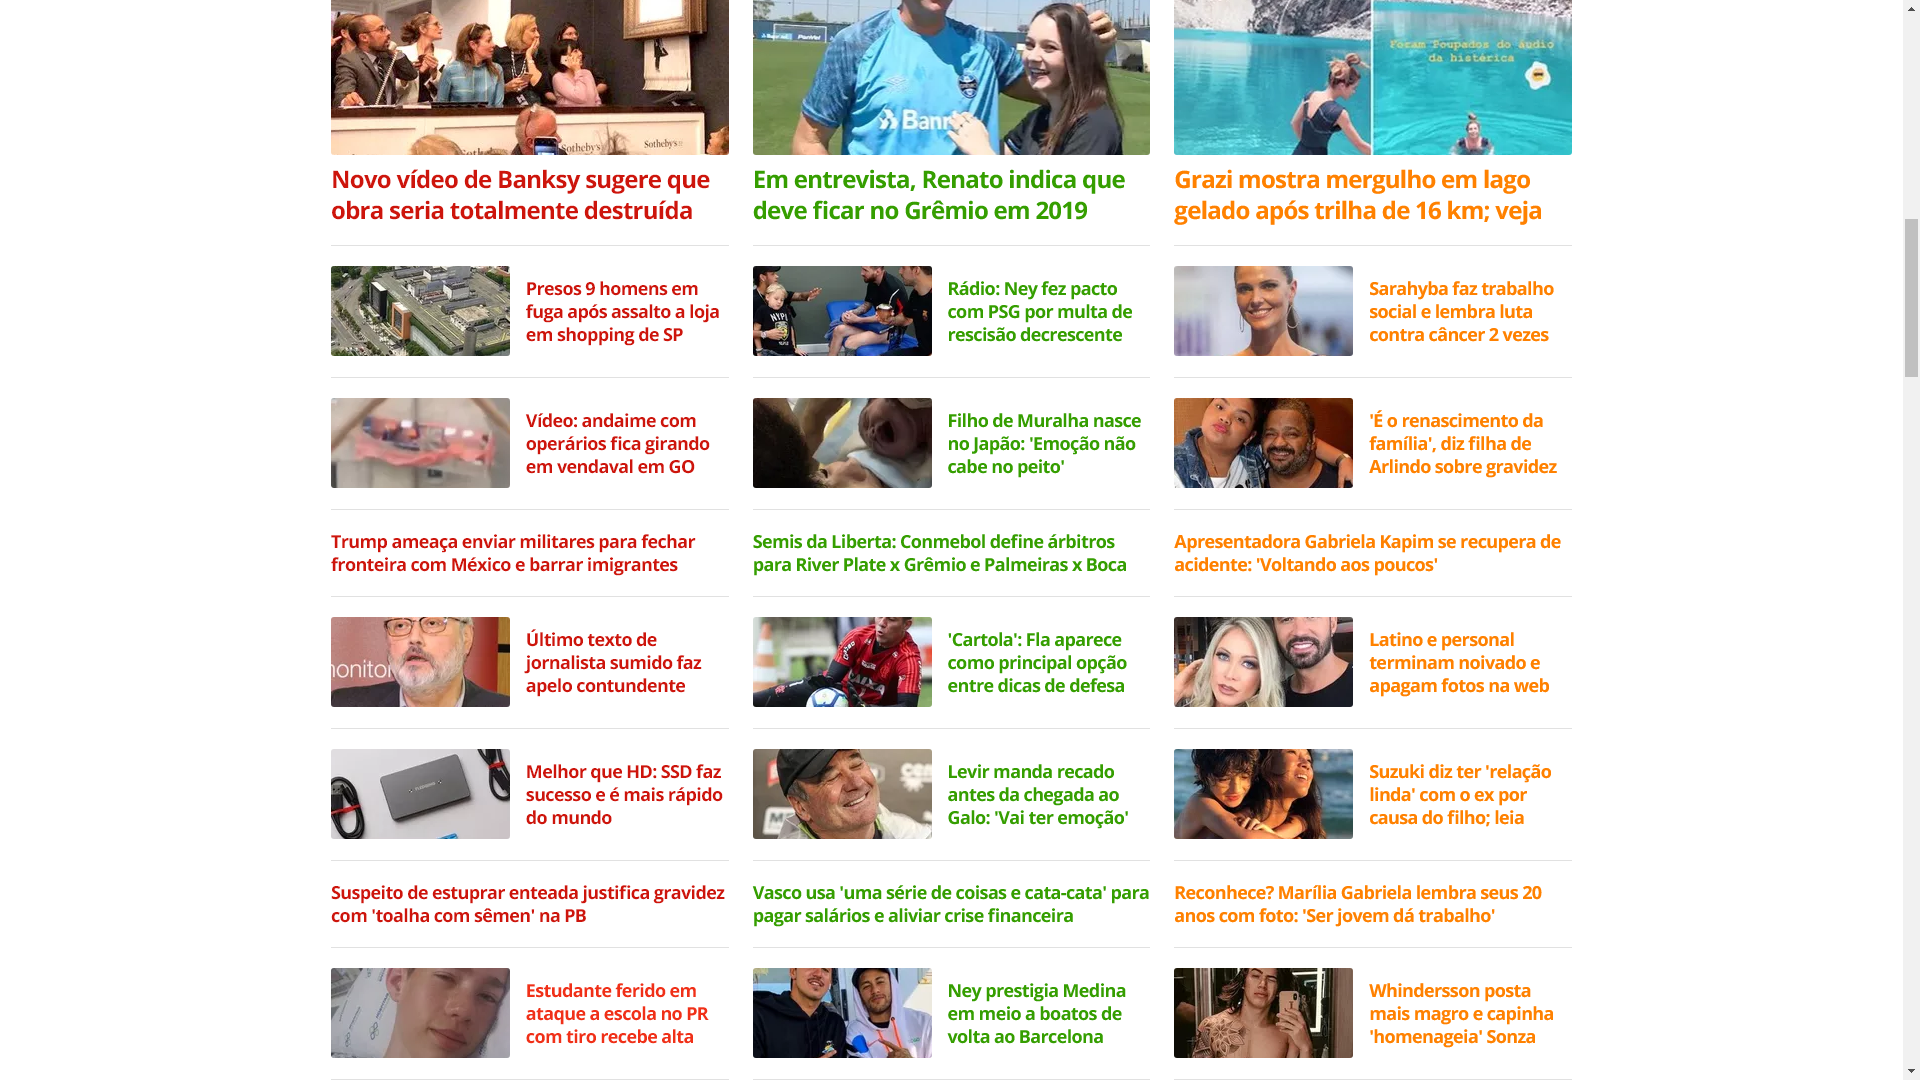 Foram Poupados do áudio
da histérica
Sotheby's
Sotheby's
Banr
Novo vídeo de Banksy sugere que
obra seria totalmente destruída
Em entrevista, Renato indica que
deve ficar no Grêmio em 2019
Grazi mostra mergulho em lago
gelado após trilha de 16 km; veja
Presos 9 homens em
fuga após assalto a loja
em shopping de SP
Rádio: Ney fez pacto
com PSG por multa de
rescisão decrescente
Sarahyba faz trabalho
social e lembra luta
contra câncer 2 vezes
Vídeo: andaime com
operários fica girando
em vendaval em GO
Filho de Muralha nasce
no Japão: 'Emoção não
cabe no peito'
'É o renascimento da
família', diz filha de
Arlindo sobre gravidez
Trump ameaça enviar militares para fechar
fronteira com México e barrar imigrantes
Semis da Liberta: Conmebol define árbitros
para River Plate x Grêmio e Palmeiras x Boca
Apresentadora Gabriela Kapim se recupera de
acidente: 'Voltando aos poucos'
monitor
Último texto de
jornalista sumido faz
apelo contundente
'Cartola': Fla aparece
como principal opção
entre dicas de defesa
Latino e personal
terminam noivado e
apagam fotos na web
Melhor que HD: SSD faz
sucesso e é mais rápido
do mundo
Levir manda recado
antes da chegada ao
Galo: 'Vai ter emoção'
Suzuki diz ter 'relação
linda' com o ex por
causa do filho; leia
Suspeito de estuprar enteada justifica gravidez
com 'toalha com sêmen' na PB
Vasco usa 'uma série de coisas e cata-cata' para
pagar salários e aliviar crise financeira
Reconhece? Marília Gabriela lembra seus 20
anos com foto: 'Ser jovem dá trabalho'
Estudante ferido em
ataque a escola no PR
com tiro recebe alta
Ney prestigia Medina
em meio a boatos de
volta ao Barcelona
Whindersson posta
mais magro e capinha
'homenageia' Sonza